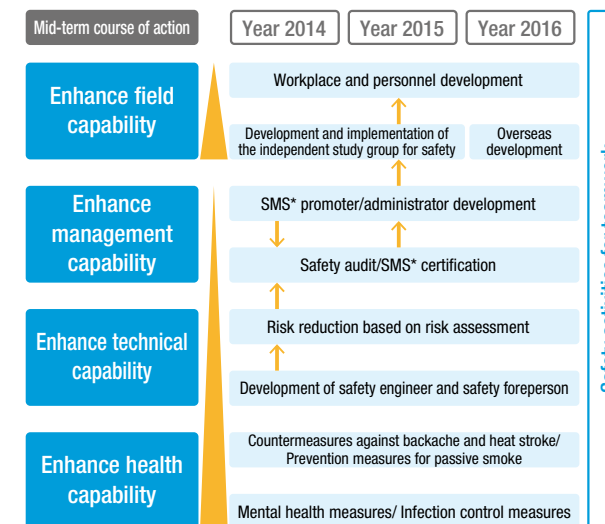 Mid-term course of action
Year 2014
Year 2015
Year 2016
Enhance field
capability
Workplace and personnel development
Development and implementation of
the independent study group for safety
Overseas
development
Enhance
management
capability
SMS* promoter/administrator development
Safety audit/SMS* certification
Enhance technical
capability
Risk reduction based on risk assessment
Development of safety engineer and safety foreperson
Enhance health
capability
Countermeasures against backache and heat stroke/
Prevention measures for passive smoke
Mental health measures/ Infection control measures